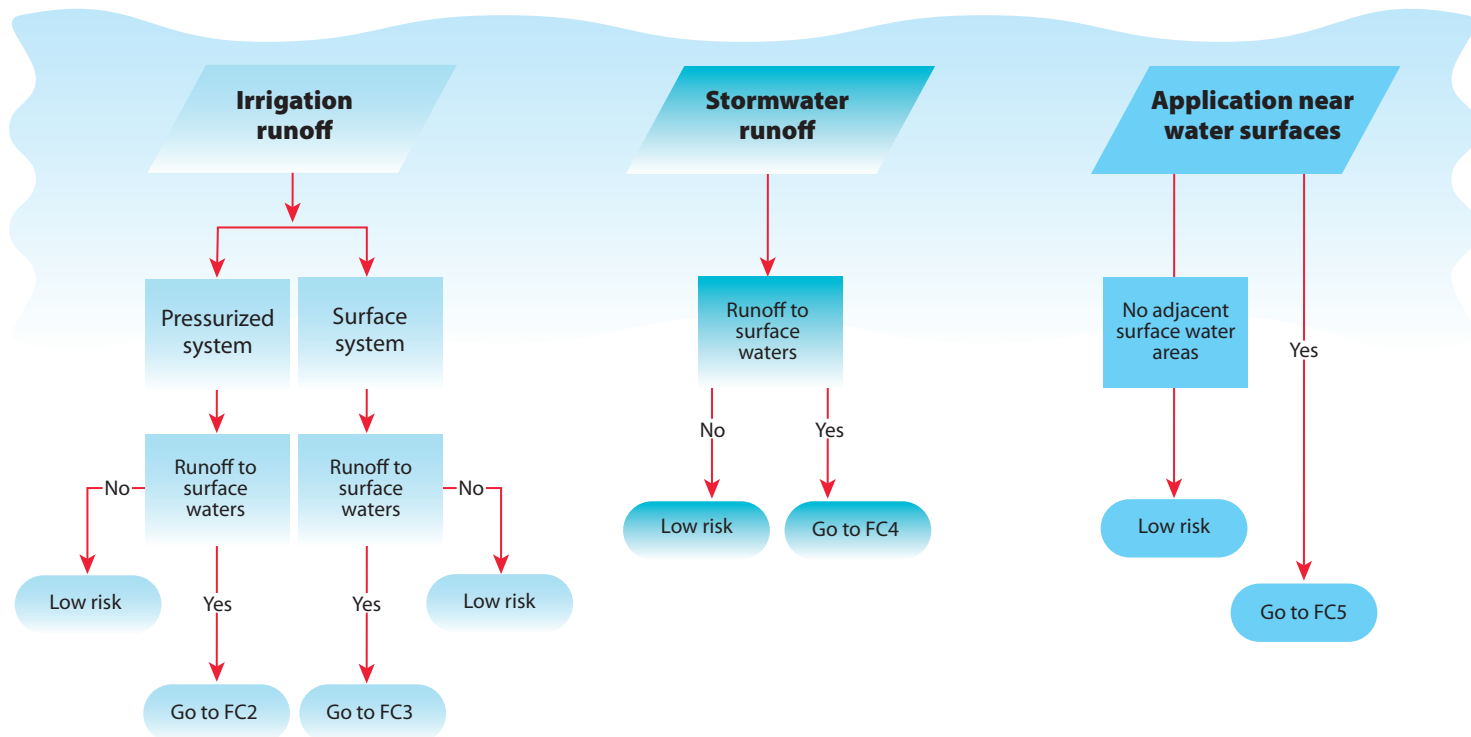 Irrigation
runoff
Pressurized
system
Surface
system
Runoff to
surface
waters
Runoff to
surface
waters
No
No
Low risk
Yes
Yes
Low risk
Go to FC2
Go to FC3
Stormwater
runoff
Runoff to
surface
waters
No
Yes
Low risk
Go to FC4
Application near
water surfaces
No adjacent
surface water
areas
Yes
Low risk
Go to FC5